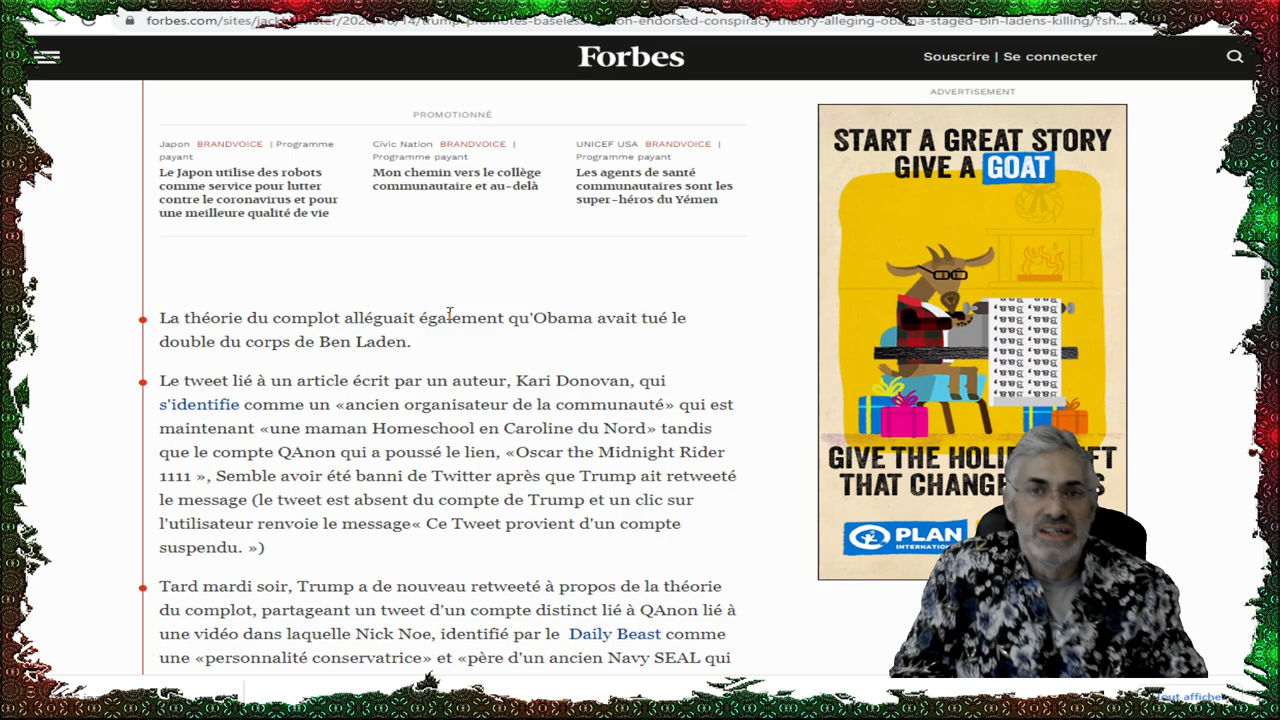 forbes.com/sites/jack
Forbes
Souscrire | Se connecter
PROMOTIONNÉ
Japon BRANDVOICE | Programme payant
Le Japon utilise des robots
comme service pour lutter
contre le coronavirus et pour
une meilleure qualité de vie
Civic Nation BRANDVOICE |
Programme payant
Mon chemin vers le collège
communautaire et au-delà
UNICEF USA BRANDVOICE |
Programme payant
Les agents de santé
communautaires sont les
super-héros du Yémen
La théorie du complot alléguait également qu'Obama avait tué le
double du corps de Ben Laden.
Le tweet lié à un article écrit par un auteur, Kari Donovan, qui
s'identifie comme un «ancien organisateur de la communauté» qui est
maintenant «une maman Homeschool en Caroline du Nord» tandis
que le compte QAnon qui a poussé le lien, «Oscar the Midnight Rider
1111 », Semble avoir été banni de Twitter après que Trump ait retweeté
le message (le tweet est absent du compte de Trump et un clic sur
l'utilisateur renvoie le message« Ce Tweet provient d'un compte
suspendu. »)
Tard mardi soir, Trump a de nouveau retweeté à propos de la théorie
du complot, partageant un tweet d'un compte distinct lié à QAnon lié à
une vidéo dans laquelle Nick Noe, identifié par le Daily Beast comme
une «personnalité conservatrice» et «père d'un ancien Navy SEAL qui
ADVERTISEMENT
START A GREAT STORY
GIVE A GOAT
GIVE THE
THAT
PLAN
Tout affiche